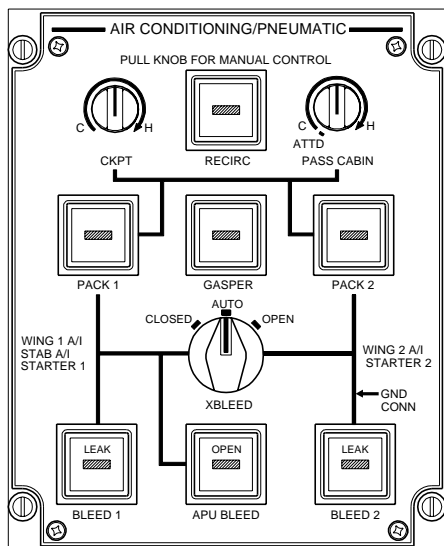 AIR CONDITIONING/PNEUMATIC
PULL KNOB FOR MANUAL CONTROL
C H
C H
ATTD
CKPT
RECIRC
PASS CABIN
PACK 1
GASPER
PACK 2
AUTO
CLOSED
OPEN
WING 1 A/I
STAB A/I
STARTER 1
WING 2 A/I
STARTER 2
XBLEED
GND
CONN
LEAK
OPEN
LEAK
BLEED 1
APU BLEED
BLEED 2